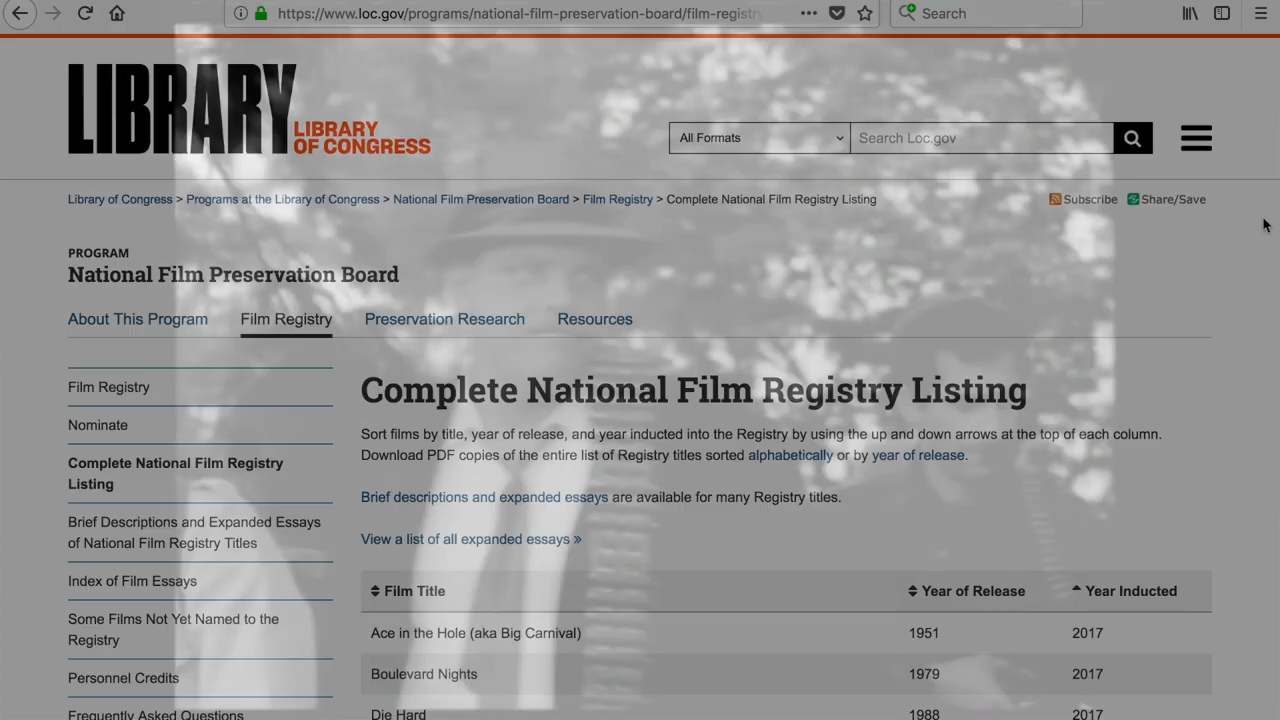 https://www.loc.gov/programs/national-film-preservation-board/film-registr
Search
LIBRARY
LIBRARY
OF CONGRESS
All Formats
Search Loc.gov
Library of Congress > Programs at the Library of Congress > National Film Preservation Board > Film Registry > Complete National Film Registry Listing
Subscribe
Share/Save
PROGRAM
National Film Preservation Board
About This Program
Film Registry
Preservation Research
Resources
Film Registry
Nominate
Complete National Film Registry
Listing
Brief Descriptions and Expanded Essays
of National Film Registry Titles
Index of Film Essays
Some Films Not Yet Named to the
Registry
Personnel Credits
Frequently Asked Questions
Complete National Film Registry Listing
Sort films by title, year of release, and year inducted into the Registry by using the up and down arrows at the top of each column.
Download PDF copies of the entire list of Registry titles sorted alphabetically or by year of release.
Brief descriptions and expanded essays are available for many Registry titles.
View a list of all expanded essays »
Film Title Year of Release Year Inducted
Ace in the Hole (aka Big Carnival) 1951 2017
Boulevard Nights 1979 2017
Die Hard 1988 2017